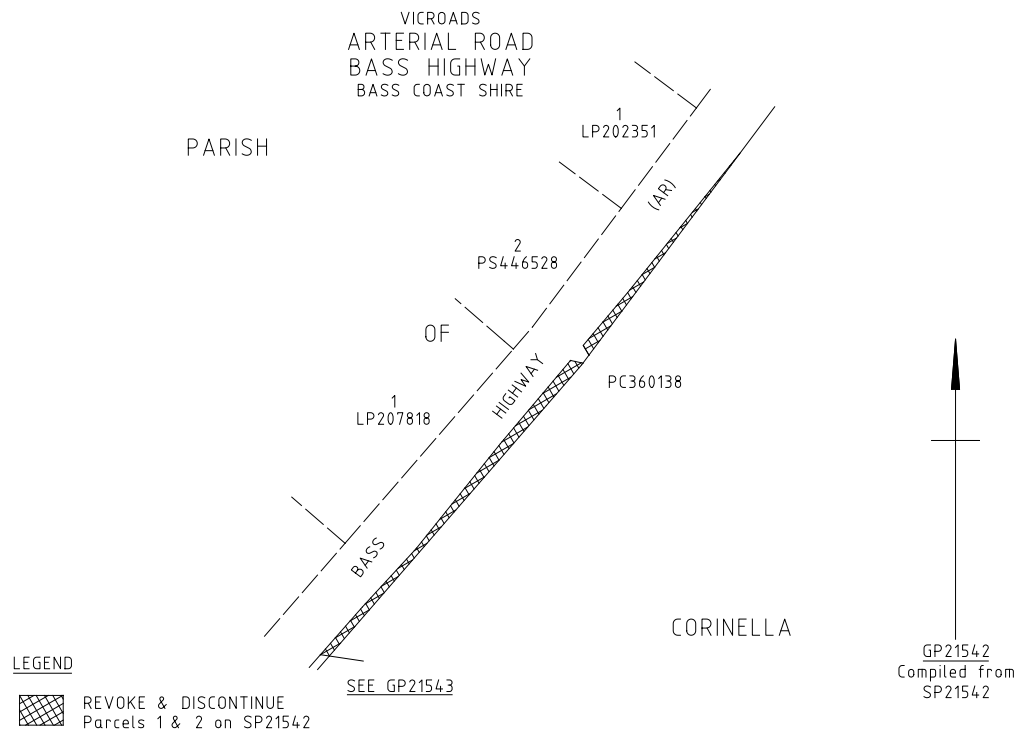 VICROADS
ARTERIAL ROAD
BASS HIGHWAY
BASS COAST SHIRE
PARISH
1
LP202351
(AR)
2
PS446528
OF
HIGHWAY
PC360138
1
LP207818
BASS
CORINELLA
SEE GP21543
LEGEND
REVOKE & DISCONTINUE
Parcels 1 & 2 on SP21542
GP21542
Compiled from
SP21542